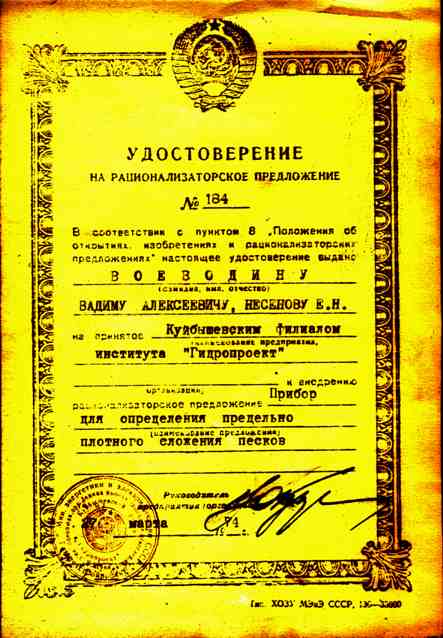 УДОСТОВЕРЕНИЕ
НА РАЦИОНАЛИЗАТОРСКОЕ ПРЕДЛОЖЕНИЕ
№ 184
В соответствии с пунктом 8 „Положения об
открытиях, изобретениях и рационализаторских
предложениях" настоящее удостоверение выдано
ВОЕВОДИНУ
(фамилия, имя, отчество)
ВАДИМУ АЛЕКСЕЕВИЧУ, НЕСЕНОВУ Е.Н.
на принятое Куйбышевским филиалом
(наименование предприятия,
института "Гидропроект"
организации) к внедрению
рационализаторское предложение Прибор
для определения предельно
(наименование предложения)
плотного сложения песков
Руководитель
предприятия
марта 74
Тип. ХОЗУ МЭиЭ СССР,